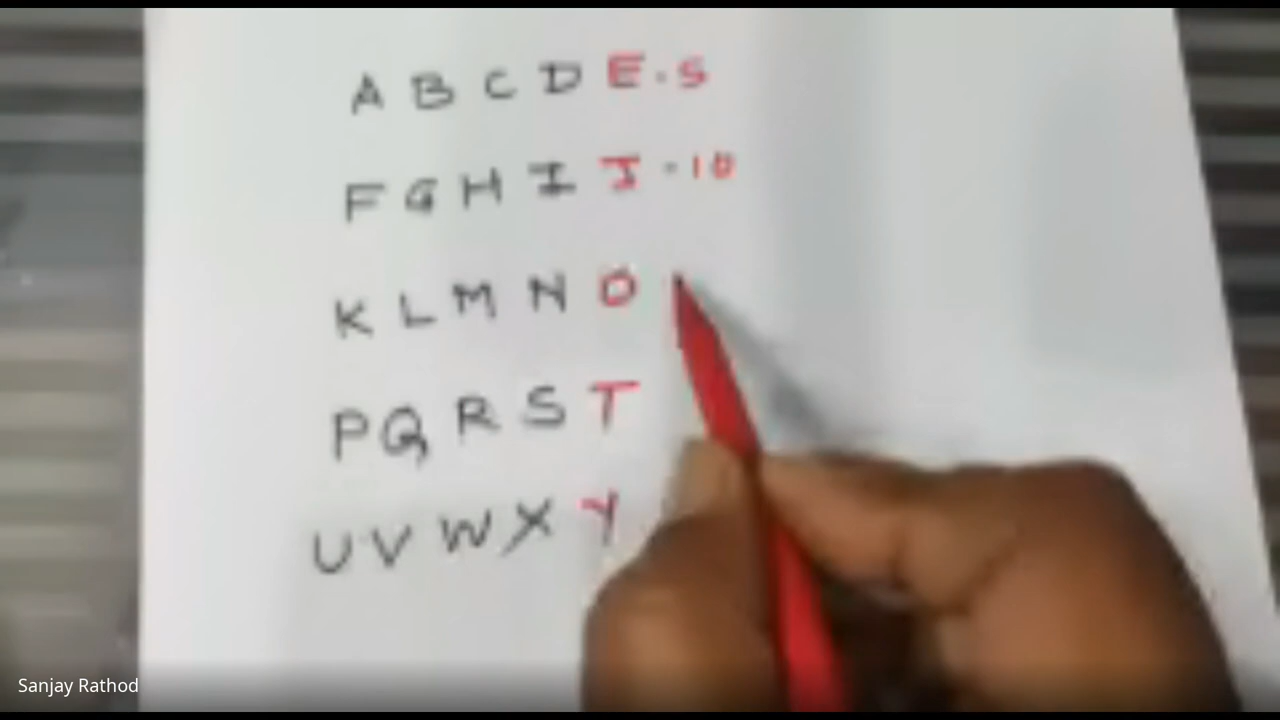 A B C D E . 5
F G H I J - 10
K L M N O
P Q R S T
U V W X Y
Sanjay Rathod